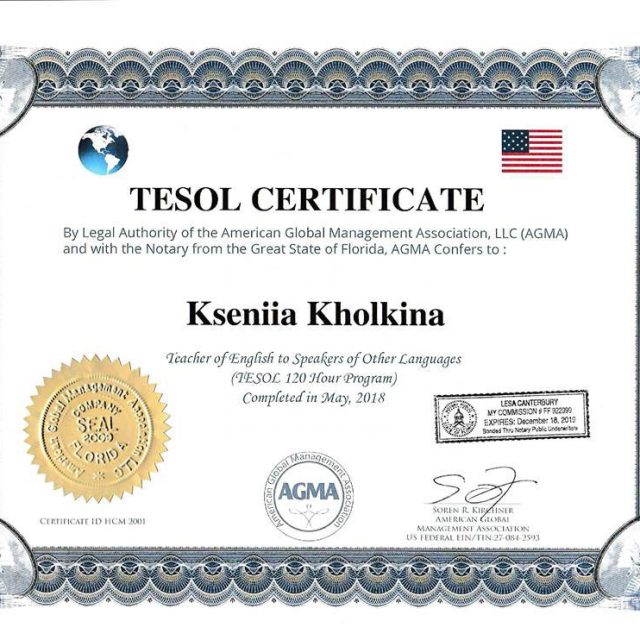 TESOL CERTIFICATE
By Legal Authority of the American Global Management Association, LLC (AGMA)
and with the Notary from the Great State of Florida, AGMA Confers to :
Kseniia Kholkina
Teacher of English to Speakers of Other Languages
(TESOL 120 Hour Program)
Completed in May, 2018
American Global Management Association LLC
COMPANY
SEAL
2009
FLORIDA
LESA CANTERBURY
MY COMMISSION # FF 922399
EXPIRES: December 18, 2019
Bonded Thru Notary Public Underwriters
American Global Management Association
AGMA
CERTIFICATE ID HCM 2001
SOREN R. KIRCHNER
AMERICAN GLOBAL
MANAGEMENT ASSOCIATION
US FEDERAL EIN/TIN:27-084-2593